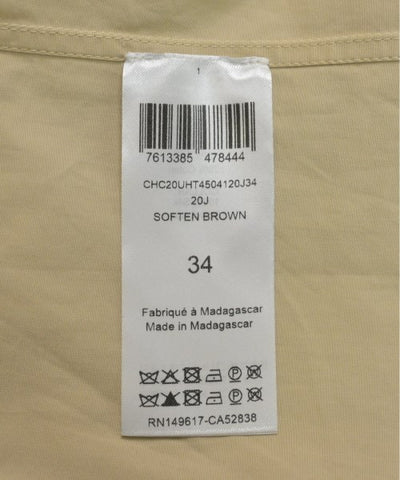 1
7613385 478444
CHC20UHT4504120J34
20J
SOFTEN BROWN
34
Fabriqué à Madagascar
Made in Madagascar
RN149617-CA52838